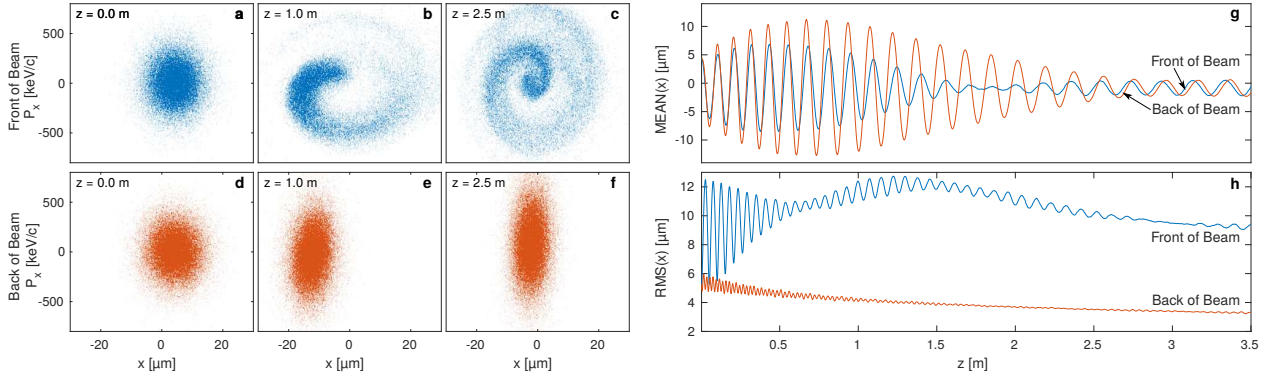 z = 0.0 m
a
z = 1.0 m
b
z = 2.5 m
c
Front of Beam
Pₓ [keV/c]
500
0
-500
z = 0.0 m
d
z = 1.0 m
e
z = 2.5 m
f
Back of Beam
Pₓ [keV/c]
500
0
-500
-20
0
20
-20
0
20
-20
0
20
x [µm]
x [µm]
x [µm]
g
MEAN(x) [µm]
10
5
0
-5
-10
Front of Beam
Back of Beam
h
RMS(x) [µm]
12
10
8
6
4
2
Front of Beam
Back of Beam
0.5
1
1.5
2
2.5
3
3.5
z [m]